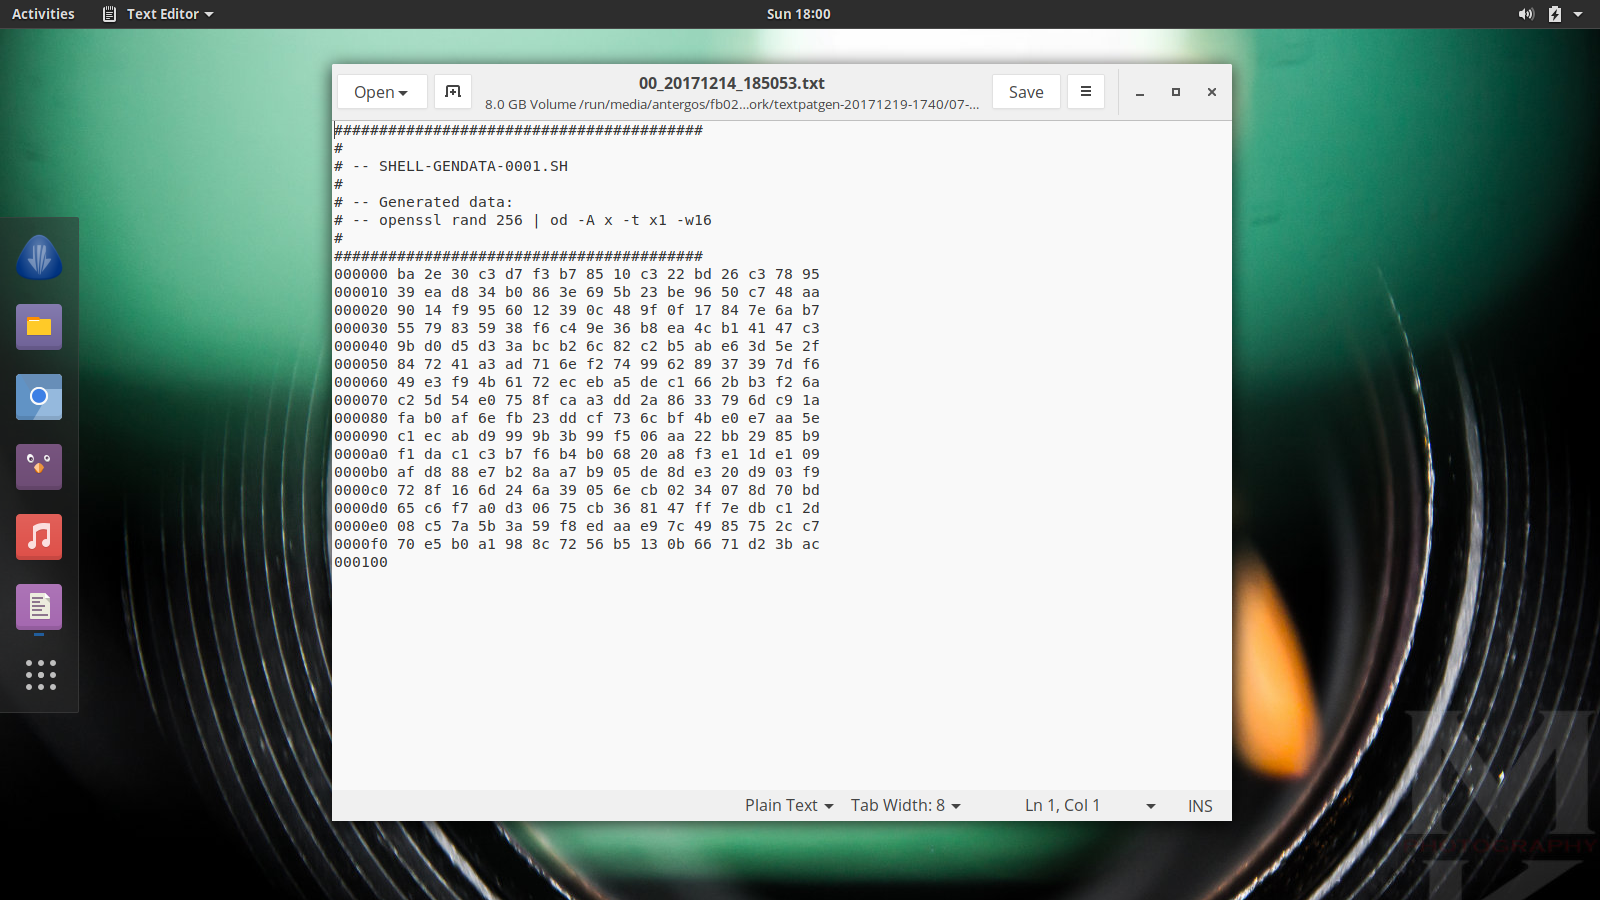 Activities Text Editor Sun 18:00
Open 00_20171214_185053.txt Save
8.0 GB Volume /run/media/antergos/fb02...ork/textpatgen-20171219-1740/07-...
#########################################
#
# -- SHELL-GENDATA-0001.SH
#
# -- Generated data:
# -- openssl rand 256 | od -A x -t x1 -w16
#
#########################################
000000 ba 2e 30 c3 d7 f3 b7 85 10 c3 22 bd 26 c3 78 95
000010 39 ea d8 34 b0 86 3e 69 5b 23 be 96 50 c7 48 aa
000020 90 14 f9 95 60 12 39 0c 48 9f 0f 17 84 7e 6a b7
000030 55 79 83 59 38 f6 c4 9e 36 b8 ea 4c b1 41 47 c3
000040 9b d0 d5 d3 3a bc b2 6c 82 c2 b5 ab e6 3d 5e 2f
000050 84 72 41 a3 ad 71 6e f2 74 99 62 89 37 39 7d f6
000060 49 e3 f9 4b 61 72 ec eb a5 de c1 66 2b b3 f2 6a
000070 c2 5d 54 e0 75 8f ca a3 dd 2a 86 33 79 6d c9 1a
000080 fa b0 af 6e fb 23 dd cf 73 6c bf 4b e0 e7 aa 5e
000090 c1 ec ab d9 99 9b 3b 99 f5 06 aa 22 bb 29 85 b9
0000a0 f1 da c1 c3 b7 f6 b4 b0 68 20 a8 f3 e1 1d e1 09
0000b0 af d8 88 e7 b2 8a a7 b9 05 de 8d e3 20 d9 03 f9
0000c0 72 8f 16 6d 24 6a 39 05 6e cb 02 34 07 8d 70 bd
0000d0 65 c6 f7 a0 d3 06 75 cb 36 81 47 ff 7e db c1 2d
0000e0 08 c5 7a 5b 3a 59 f8 ed aa e9 7c 49 85 75 2c c7
0000f0 70 e5 b0 a1 98 8c 72 56 b5 13 0b 66 71 d2 3b ac
000100
Plain Text Tab Width: 8 Ln 1, Col 1 INS
M
PHOTOGRAPHY